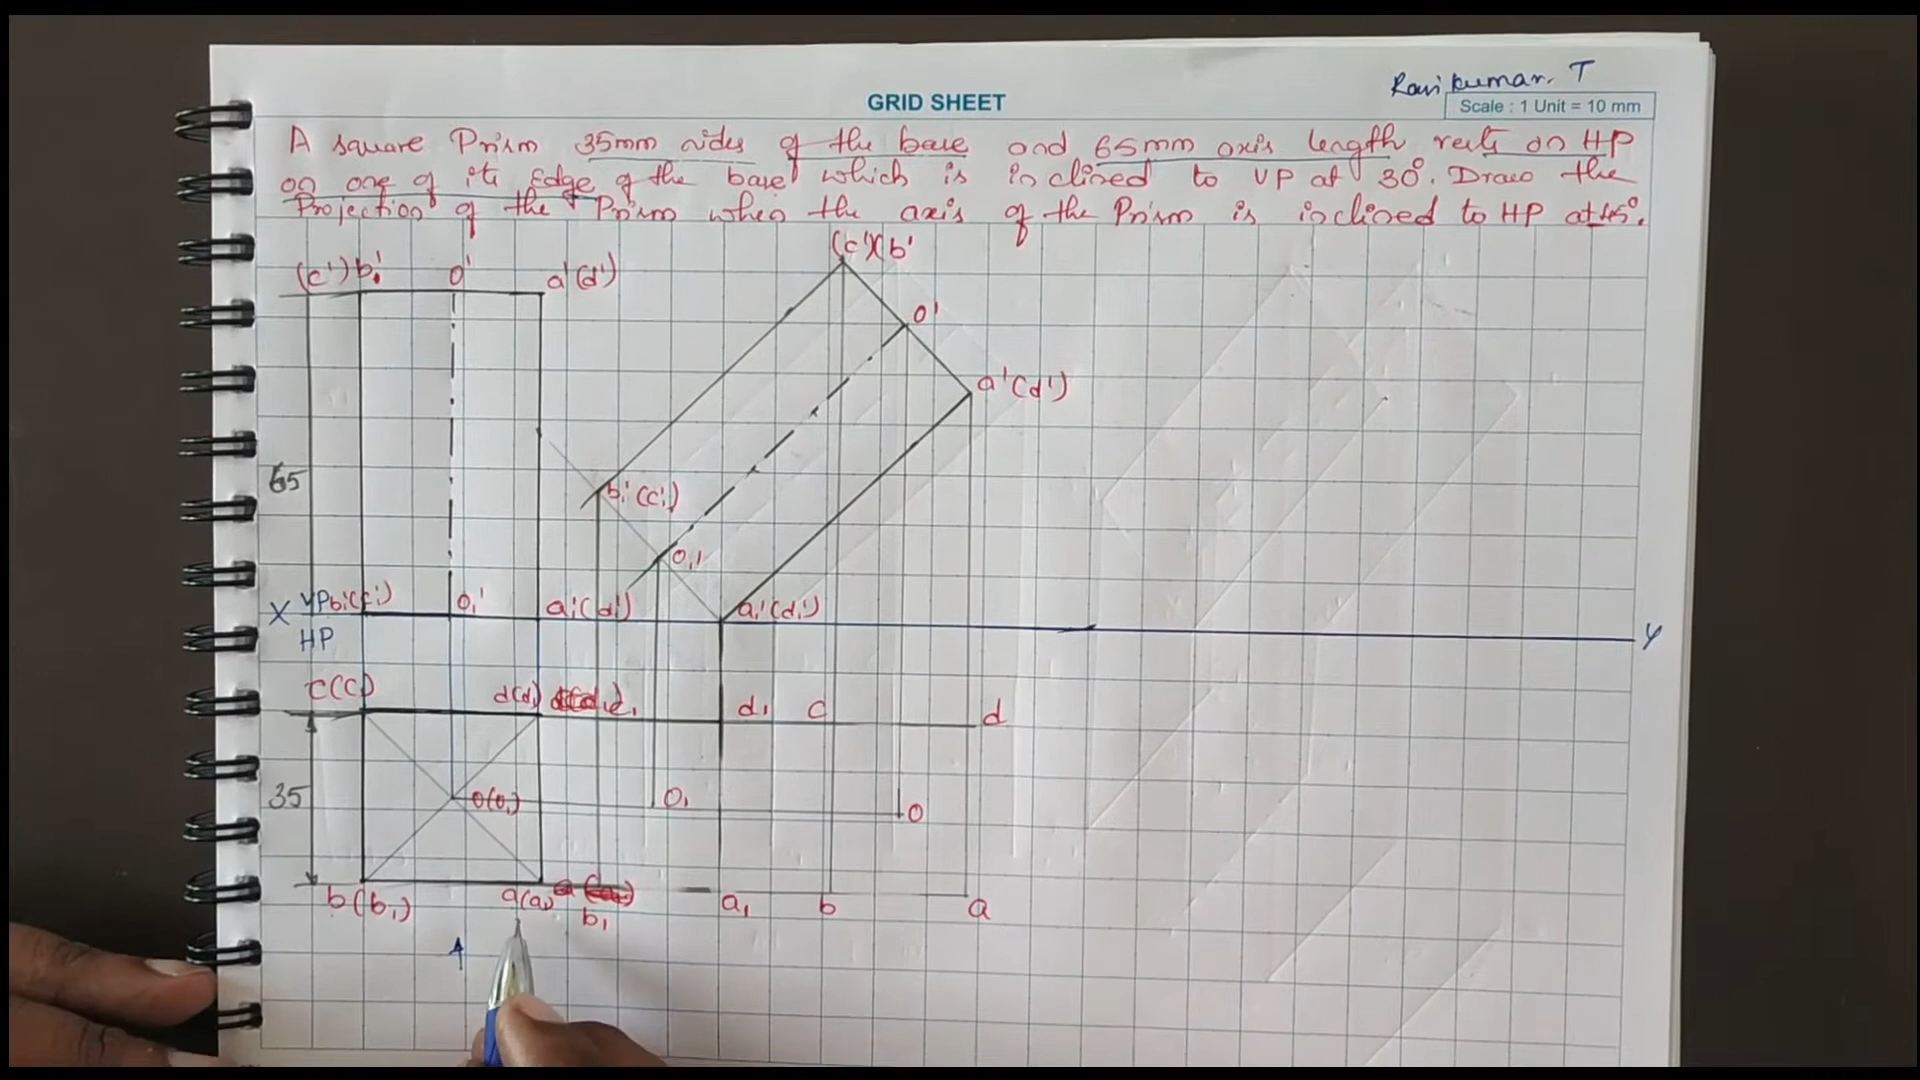 Ravikumar. T
GRID SHEET
Scale : 1 Unit = 10 mm
A square Prism 35mm sides of the base and 65mm axis length rests on HP
on one of its Edge of the base which is inclined to VP at 30°. Draw the
Projection of the Prism when the axis of the Prism is inclined to HP at 45°.
(c')(b'
(c') b' o' a'(d')
o'
a'(d')
65
b₁'(c₁')
o₁'
X VP b₁'(c₁') o₁' a₁'(d₁') a₁'(d₁')
HP Y
c(c) d(d₁) c₁ d₁ c d
35 o(o₁) o₁ o
b(b₁) a(a₁) b₁ a₁ b a